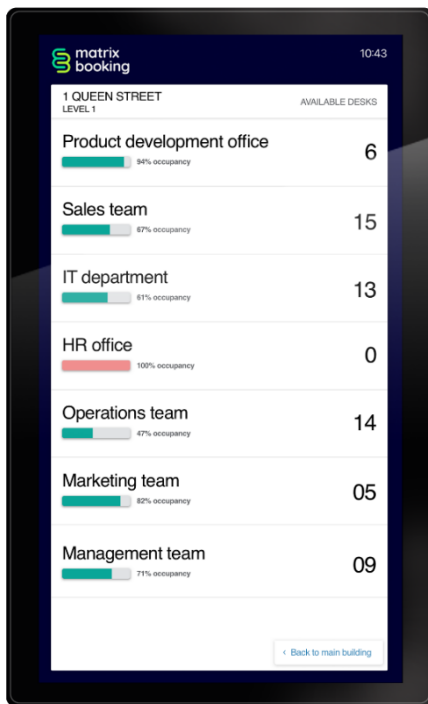 matrix
booking
10:43
1 QUEEN STREET
LEVEL 1
AVAILABLE DESKS
Product development office
94% occupancy
6
Sales team
67% occupancy
15
IT department
61% occupancy
13
HR office
100% occupancy
0
Operations team
47% occupancy
14
Marketing team
82% occupancy
05
Management team
71% occupancy
09
‹ Back to main building